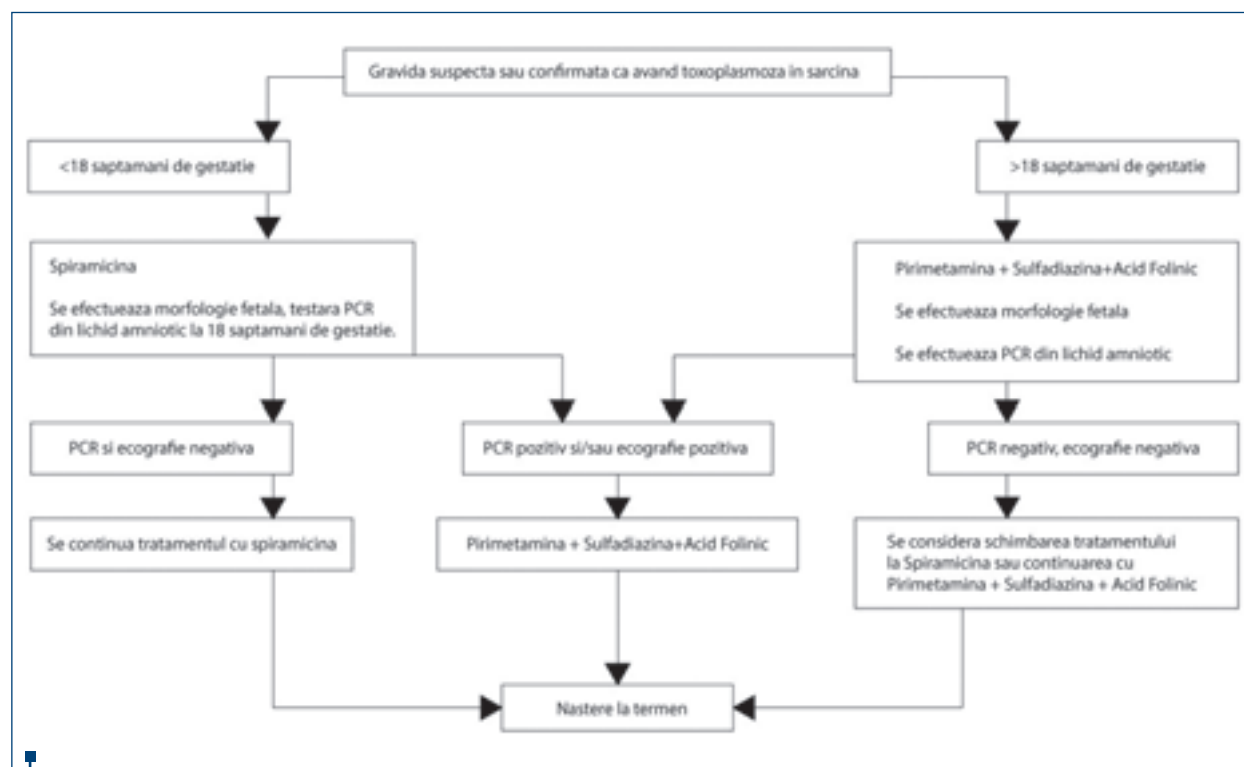 Gravida suspecta sau confirmata ca avand toxoplasmoza in sarcina
<18 saptamani de gestatie
>18 saptamani de gestatie
Spiramicina
Se efectueaza morfologie fetala, testara PCR
din lichid amniotic la 18 saptamani de gestatie.
Pirimetamina + Sulfadiazina+Acid Folinic
Se efectueaza morfologie fetala
Se efectueaza PCR din lichid amniotic
PCR si ecografie negativa
PCR pozitiv si/sau ecografie pozitiva
PCR negativ, ecografie negativa
Se continua tratamentul cu spiramicina
Pirimetamina + Sulfadiazina+Acid Folinic
Se considera schimbarea tratamentului
la Spiramicina sau continuarea cu
Pirimetamina + Sulfadiazina + Acid Folinic
Nastere la termen